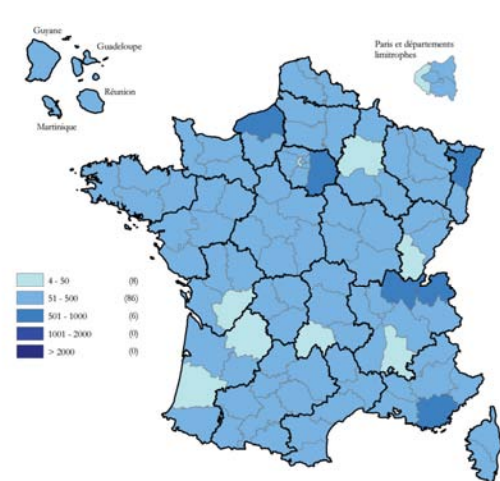 Guyane
Guadeloupe
Réunion
Martinique
Paris et départements
limitrophes
4 - 50 (8)
51 - 500 (86)
501 - 1000 (6)
1001 - 2000 (0)
> 2000 (0)